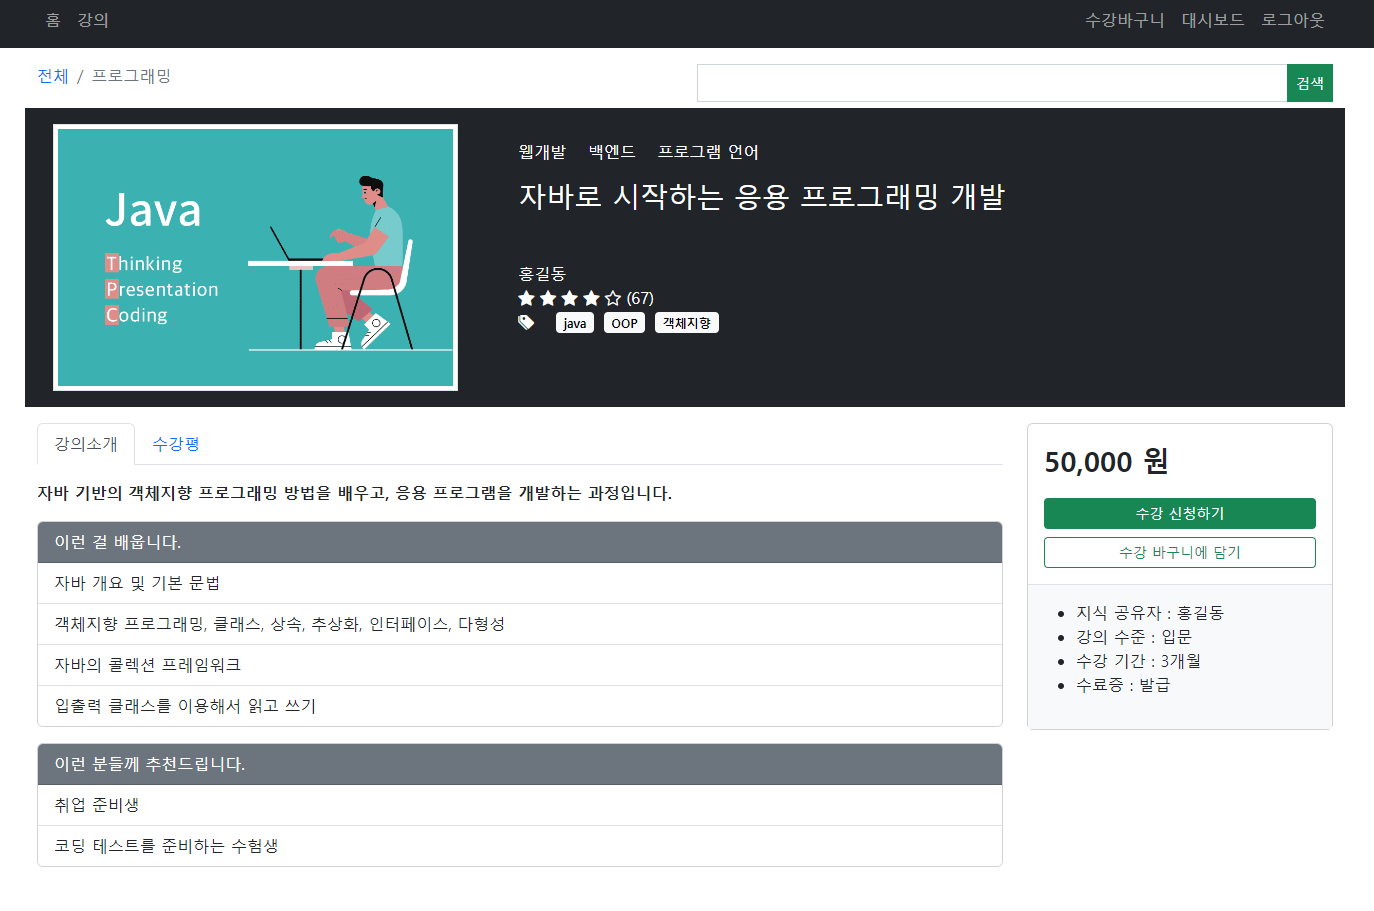 홈 강의 수강바구니 대시보드 로그아웃
전체 / 프로그래밍 검색
Java
Thinking
Presentation
Coding
웹개발 백엔드 프로그램 언어
자바로 시작하는 응용 프로그래밍 개발
홍길동
(67)
java OOP 객체지향
강의소개 수강평
자바 기반의 객체지향 프로그래밍 방법을 배우고, 응용 프로그램을 개발하는 과정입니다.
이런 걸 배웁니다.
자바 개요 및 기본 문법
객체지향 프로그래밍, 클래스, 상속, 추상화, 인터페이스, 다형성
자바의 콜렉션 프레임워크
입출력 클래스를 이용해서 읽고 쓰기
이런 분들께 추천드립니다.
취업 준비생
코딩 테스트를 준비하는 수험생
50,000 원
수강 신청하기
수강 바구니에 담기
지식 공유자 : 홍길동
강의 수준 : 입문
수강 기간 : 3개월
수료증 : 발급